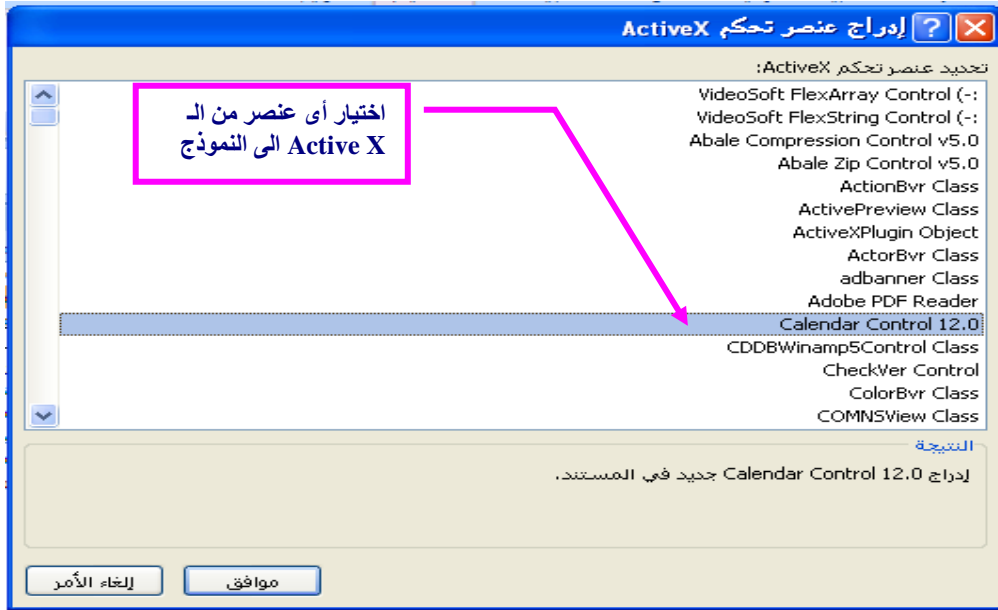 إدراج عنصر تحكم ActiveX
تحديد عنصر تحكم ActiveX:
VideoSoft FlexArray Control (-:
VideoSoft FlexString Control (-:
Abale Compression Control v5.0
Abale Zip Control v5.0
ActionBvr Class
ActivePreview Class
ActiveXPlugin Object
ActorBvr Class
adbanner Class
Adobe PDF Reader
Calendar Control 12.0
CDDBWinamp5Control Class
CheckVer Control
ColorBvr Class
COMNSView Class
اختيار أى عنصر من الـ
Active X الى النموذج
النتيجة
إدراج Calendar Control 12.0 جديد في المستند.
موافق
إلغاء الأمر